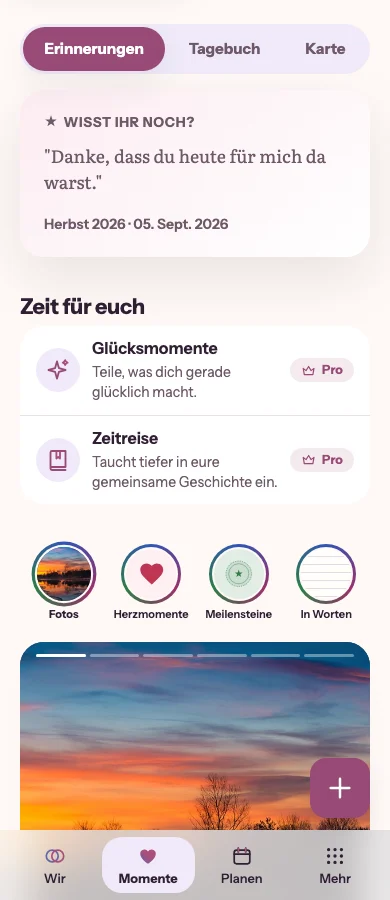 Erinnerungen
Tagebuch
Karte
★ WISST IHR NOCH?
"Danke, dass du heute für mich da
warst."
Herbst 2026 · 05. Sept. 2026
Zeit für euch
Glücksmomente
Teile, was dich gerade
glücklich macht.
Pro
Zeitreise
Taucht tiefer in eure
gemeinsame Geschichte ein.
Pro
Fotos
Herzmomente
Meilensteine
In Worten
Wir
Momente
Planen
Mehr